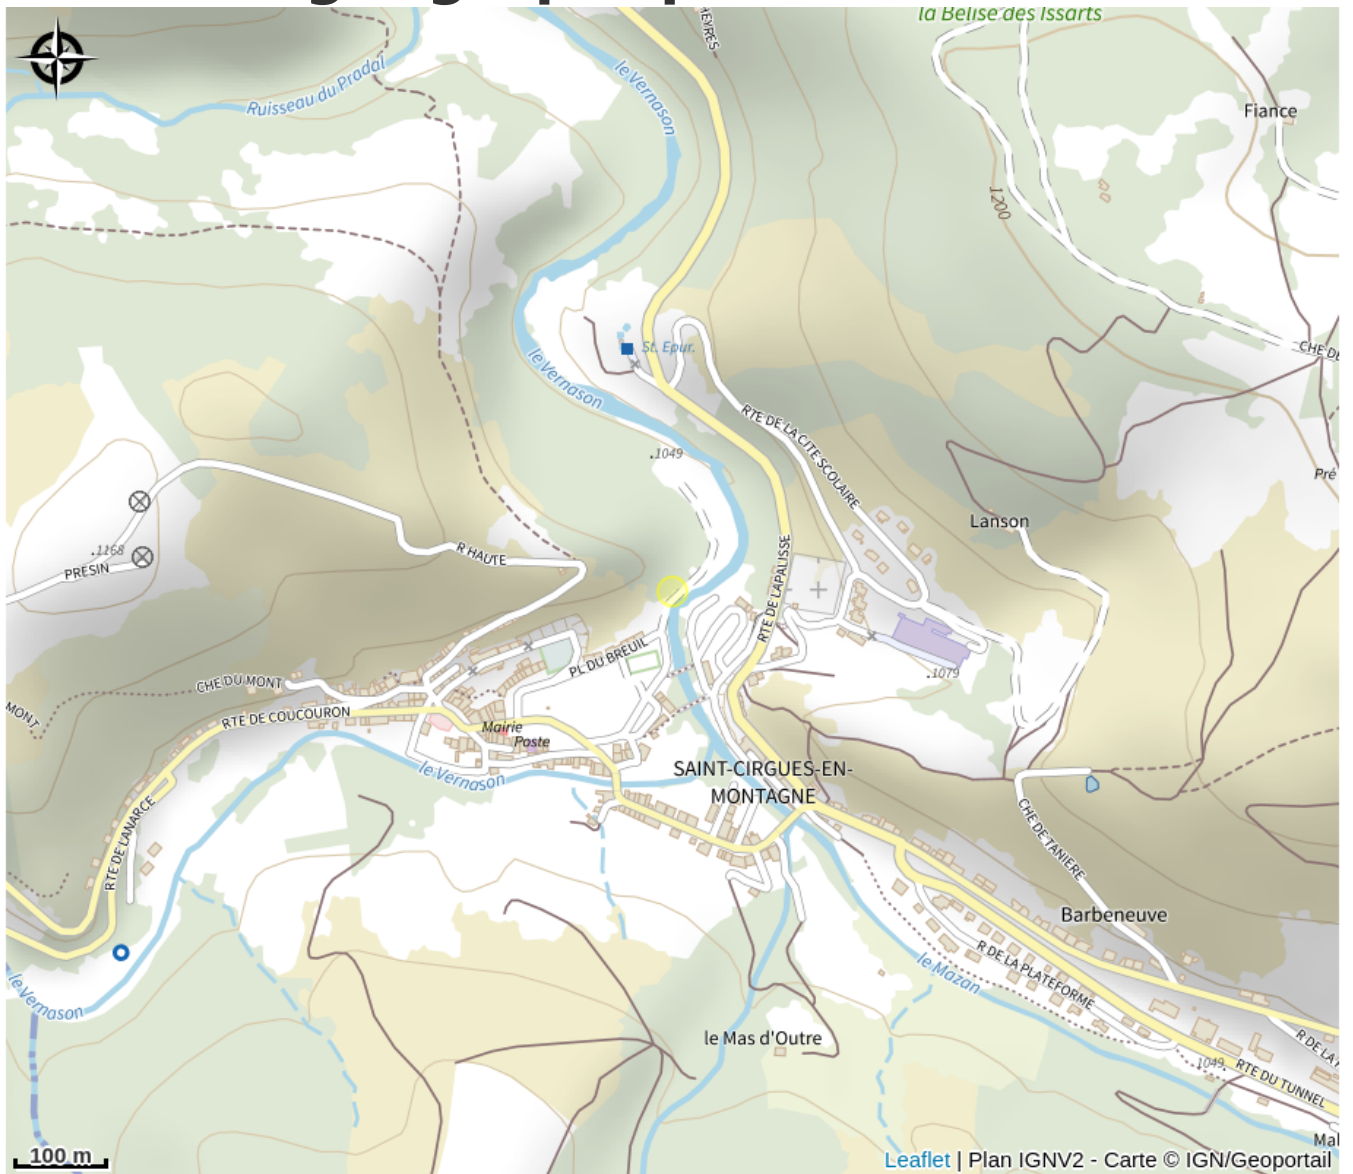 la Bélise des Issarts
HEYRES
le Vernason
Ruisseau du Pradal
Fiance
1200
St. Epur.
CHE DE
le Vernason
RTE DE LA CITE SCOLAIRE
.1049
Pré
Lanson
.1168
PRESIN
R HAUTE
RTE DE LAPALISSE
PL DU BREUIL
.1079
CHE DU MONT
MONT
RTE DE COUCOURON
Mairie
Poste
le Vernason
SAINT-CIRGUES-EN-
MONTAGNE
RTE DE LANARCE
CHE DE TANIERE
Barbeneuve
R DE LA PLATEFORME
le Mazan
le Vernason
le Mas d'Outre
R DE LA
1049
RTE DU TUNNEL
Mal
100 m
Leaflet | Plan IGNV2 - Carte © IGN/Geoportail